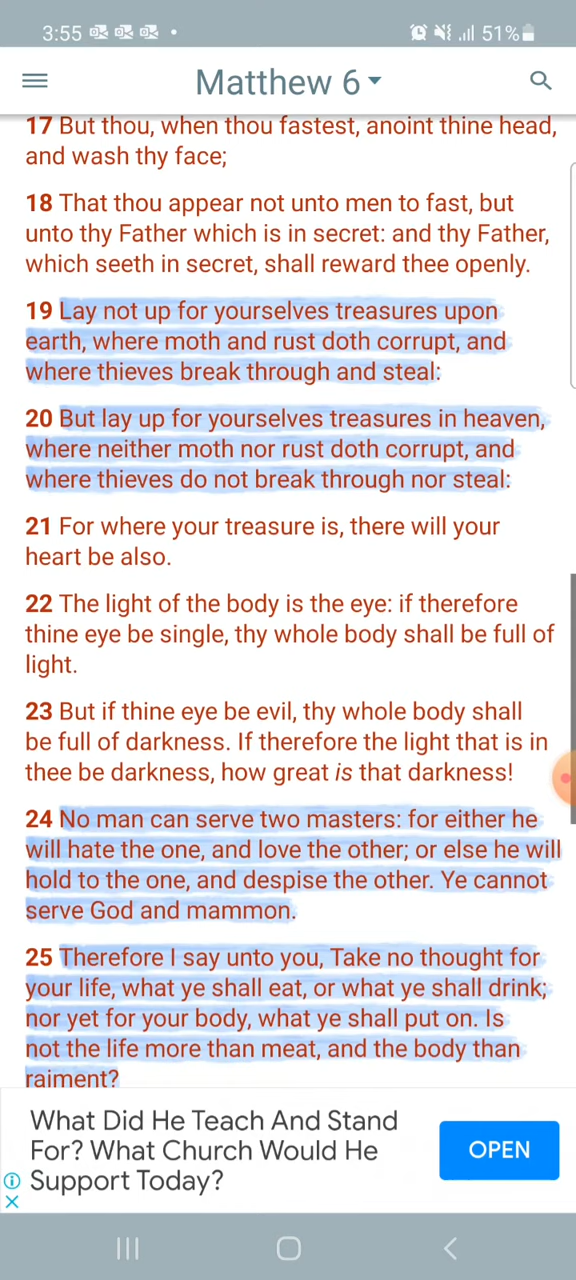 3:55
51%
Matthew 6
17 But thou, when thou fastest, anoint thine head,
and wash thy face;
18 That thou appear not unto men to fast, but
unto thy Father which is in secret: and thy Father,
which seeth in secret, shall reward thee openly.
19 Lay not up for yourselves treasures upon
earth, where moth and rust doth corrupt, and
where thieves break through and steal:
20 But lay up for yourselves treasures in heaven,
where neither moth nor rust doth corrupt, and
where thieves do not break through nor steal:
21 For where your treasure is, there will your
heart be also.
22 The light of the body is the eye: if therefore
thine eye be single, thy whole body shall be full of
light.
23 But if thine eye be evil, thy whole body shall
be full of darkness. If therefore the light that is in
thee be darkness, how great is that darkness!
24 No man can serve two masters: for either he
will hate the one, and love the other; or else he will
hold to the one, and despise the other. Ye cannot
serve God and mammon.
25 Therefore I say unto you, Take no thought for
your life, what ye shall eat, or what ye shall drink;
nor yet for your body, what ye shall put on. Is
not the life more than meat, and the body than
raiment?
What Did He Teach And Stand
For? What Church Would He
Support Today?
OPEN